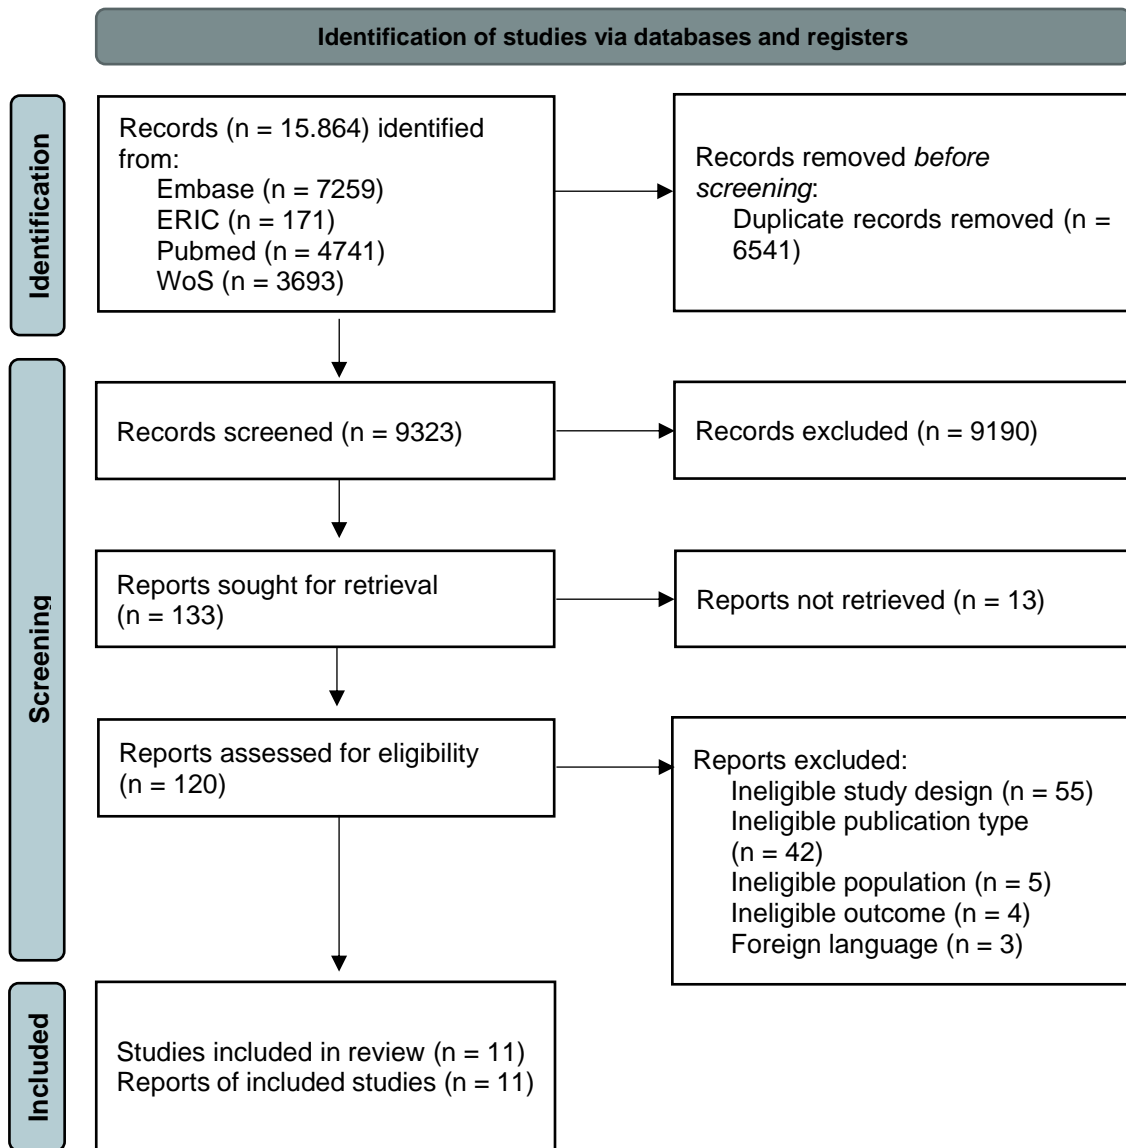 Identification of studies via databases and registers
Identification
Records (n = 15.864) identified
from:
Embase (n = 7259)
ERIC (n = 171)
Pubmed (n = 4741)
WoS (n = 3693)
Records removed before
screening:
Duplicate records removed (n =
6541)
Screening
Records screened (n = 9323)
Records excluded (n = 9190)
Reports sought for retrieval
(n = 133)
Reports not retrieved (n = 13)
Reports assessed for eligibility
(n = 120)
Reports excluded:
Ineligible study design (n = 55)
Ineligible publication type
(n = 42)
Ineligible population (n = 5)
Ineligible outcome (n = 4)
Foreign language (n = 3)
Included
Studies included in review (n = 11)
Reports of included studies (n = 11)